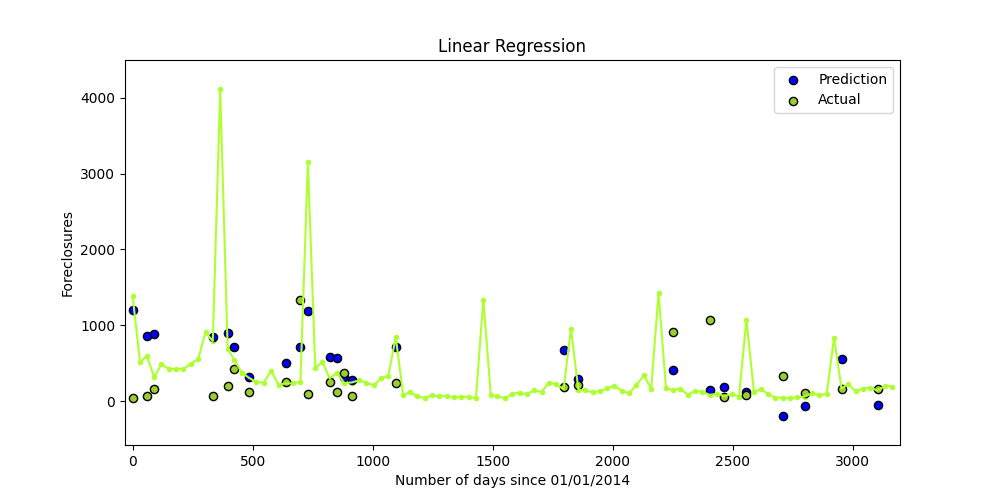 Linear Regression
Prediction
Actual
Foreclosures
4000
3000
2000
1000
0
0 500 1000 1500 2000 2500 3000
Number of days since 01/01/2014